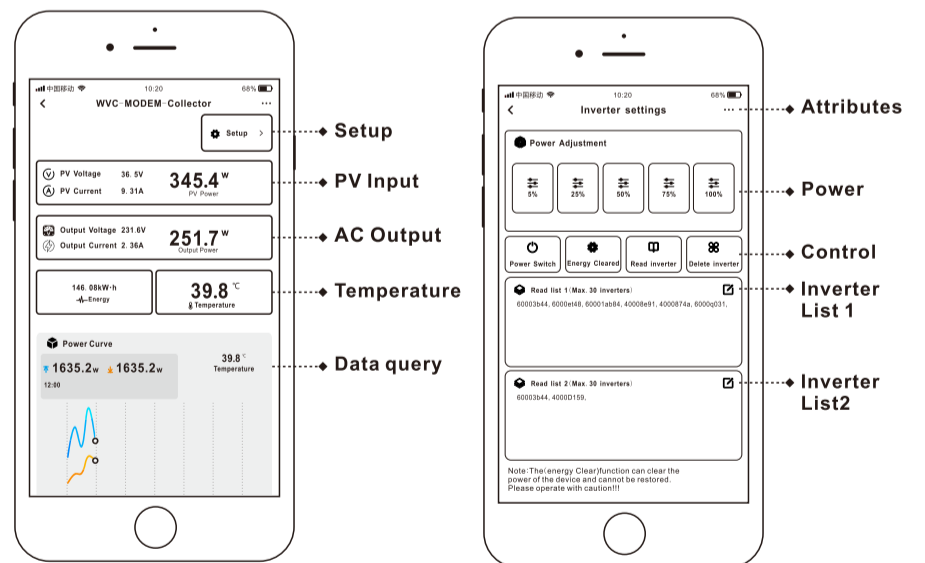 中国移动
10:20
68%
WVC-MODEM-Collector
...
Setup
Setup
V PV Voltage 36.5V
A PV Current 9.31A
345.4 W
PV Power
PV Input
Output Voltage 231.6V
Output Current 2.36A
251.7 W
Output Power
AC Output
146.08kW·h
Energy
39.8 ℃
Temperature
Temperature
Power Curve
1635.2w 1635.2w
12:00
39.8℃
Temperature
Data query
中国移动
10:20
68%
Inverter settings
...
Attributes
Power Adjustment
5% 25% 50% 75% 100%
Power
Power Switch Energy Cleared Read inverter Delete inverter
Control
Read list 1(Max. 30 inverters)
60003b44, 6000et48, 60001ab84, 40008e91, 4000874a, 6000q031,
Inverter
List 1
Read list 2(Max. 30 inverters)
60003b44, 4000D159,
Inverter
List2
Note:The(energy Clear)function can clear the
power of the device and cannot be restored.
Please operate with caution!!!